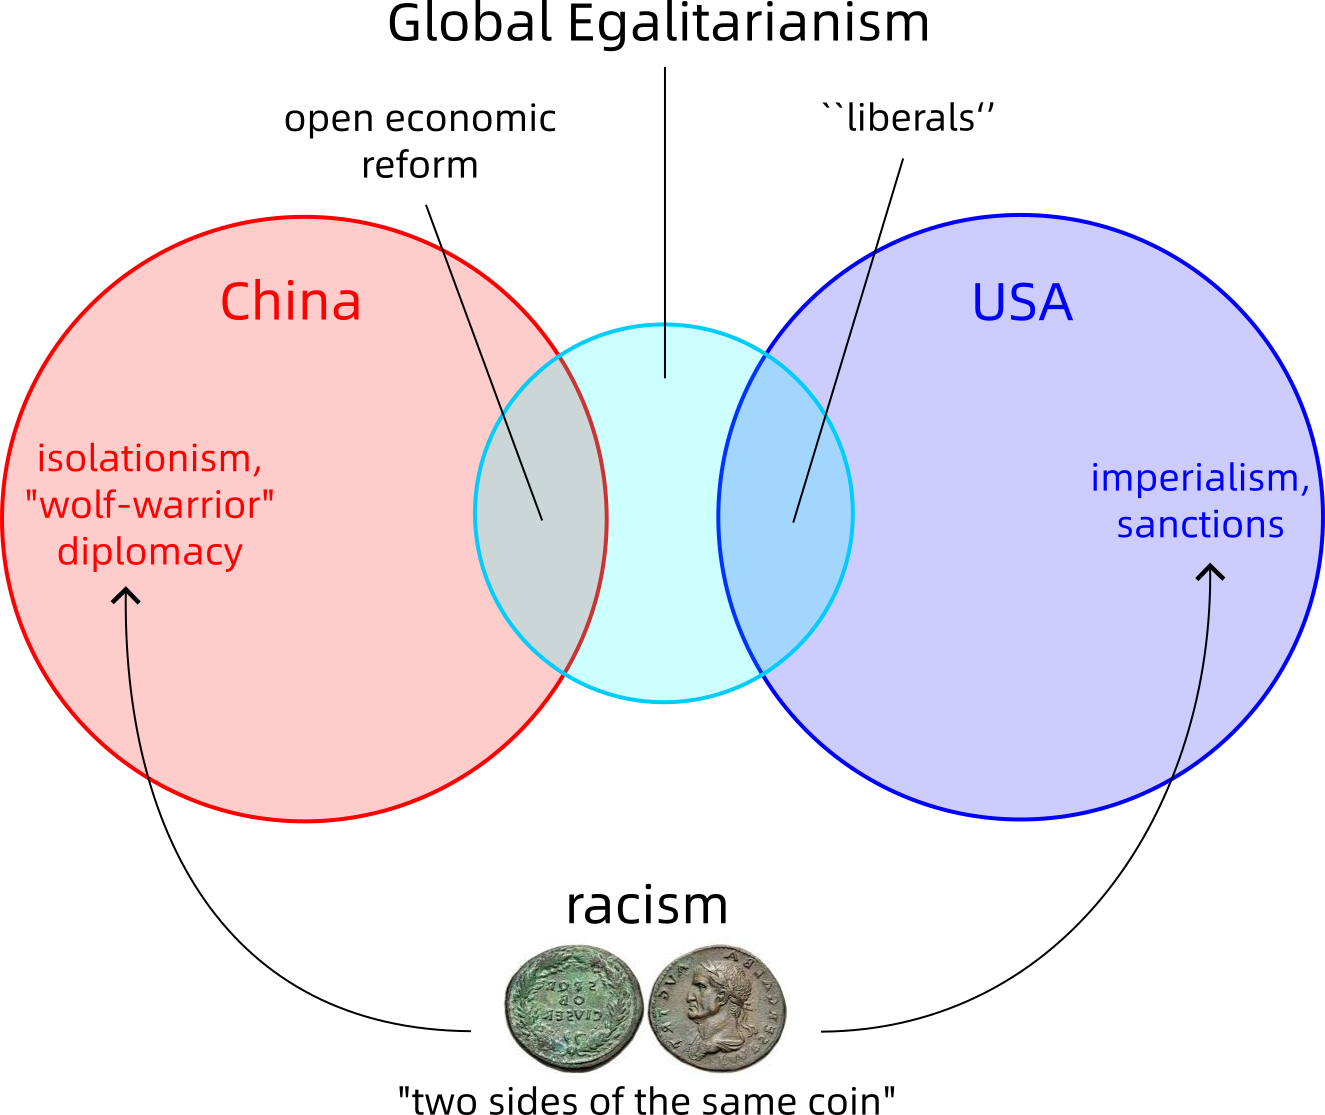 Global Egalitarianism
open economic
reform
``liberals‘’
China
USA
isolationism,
"wolf-warrior"
diplomacy
imperialism,
sanctions
racism
"two sides of the same coin"